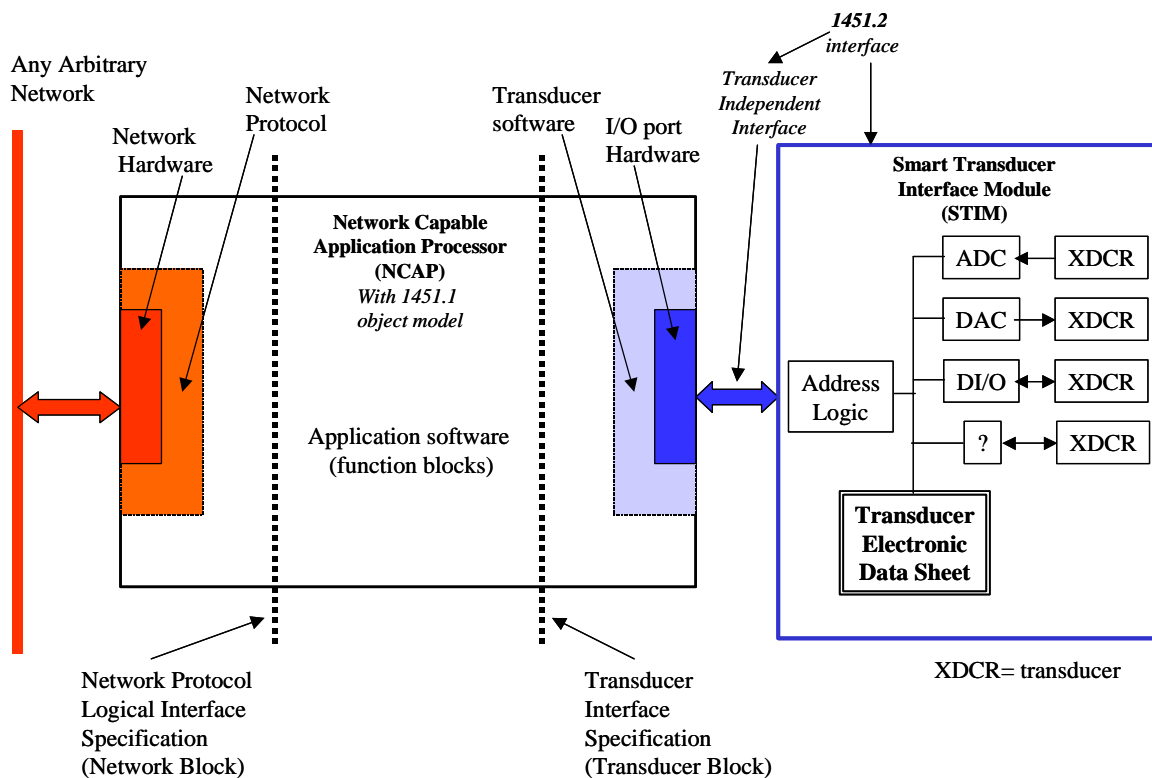 1451.2
interface
Any Arbitrary
Network
Network
Protocol
Network
Hardware
Transducer
software
I/O port
Hardware
Transducer
Independent
Interface
Network Capable
Application Processor
(NCAP)
With 1451.1
object model
Application software
(function blocks)
Smart Transducer
Interface Module
(STIM)
ADC
XDCR
DAC
XDCR
DI/O
XDCR
?
XDCR
Address
Logic
Transducer
Electronic
Data Sheet
XDCR= transducer
Network Protocol
Logical Interface
Specification
(Network Block)
Transducer
Interface
Specification
(Transducer Block)